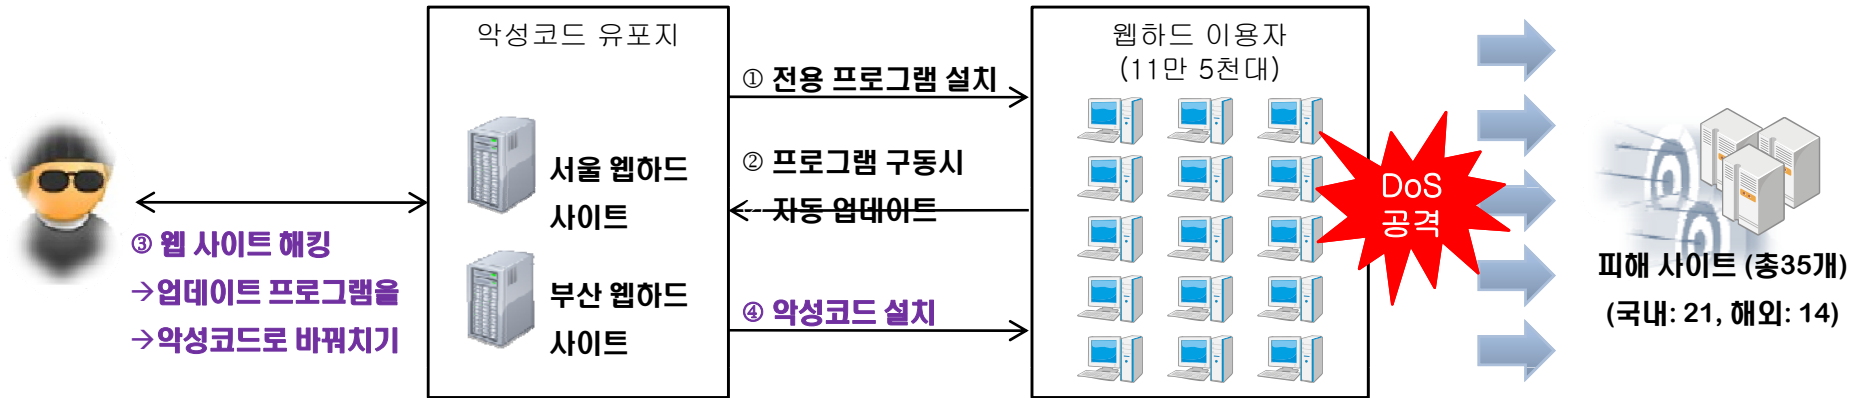 악성코드 유포지
서울 웹하드
사이트
부산 웹하드
사이트
① 전용 프로그램 설치
② 프로그램 구동시
자동 업데이트
③ 웹 사이트 해킹
→업데이트 프로그램을
→악성코드로 바꿔치기
④ 악성코드 설치
웹하드 이용자
(11만 5천대)
DoS
공격
피해 사이트 (총35개)
(국내: 21, 해외: 14)